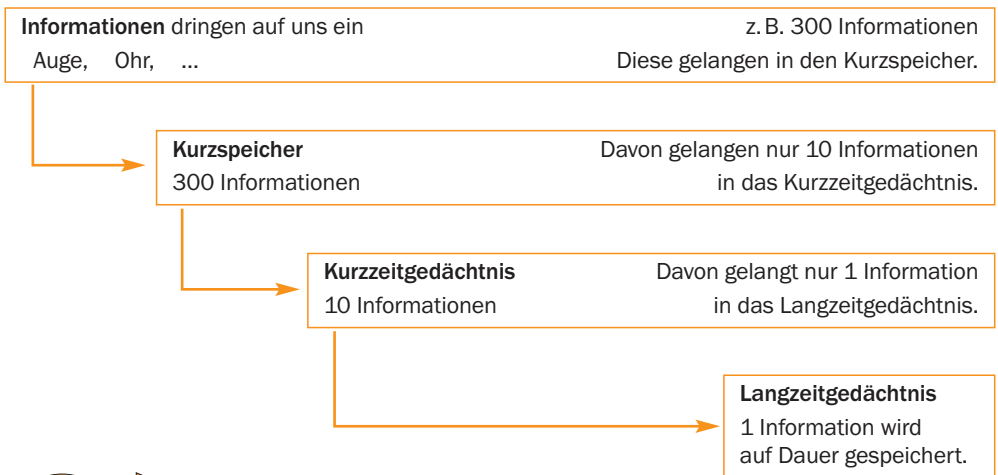 Informationen dringen auf uns ein z. B. 300 Informationen
Auge, Ohr, ... Diese gelangen in den Kurzspeicher.
Kurzspeicher Davon gelangen nur 10 Informationen
300 Informationen in das Kurzzeitgedächtnis.
Kurzzeitgedächtnis Davon gelangt nur 1 Information
10 Informationen in das Langzeitgedächtnis.
Langzeitgedächtnis
1 Information wird
auf Dauer gespeichert.